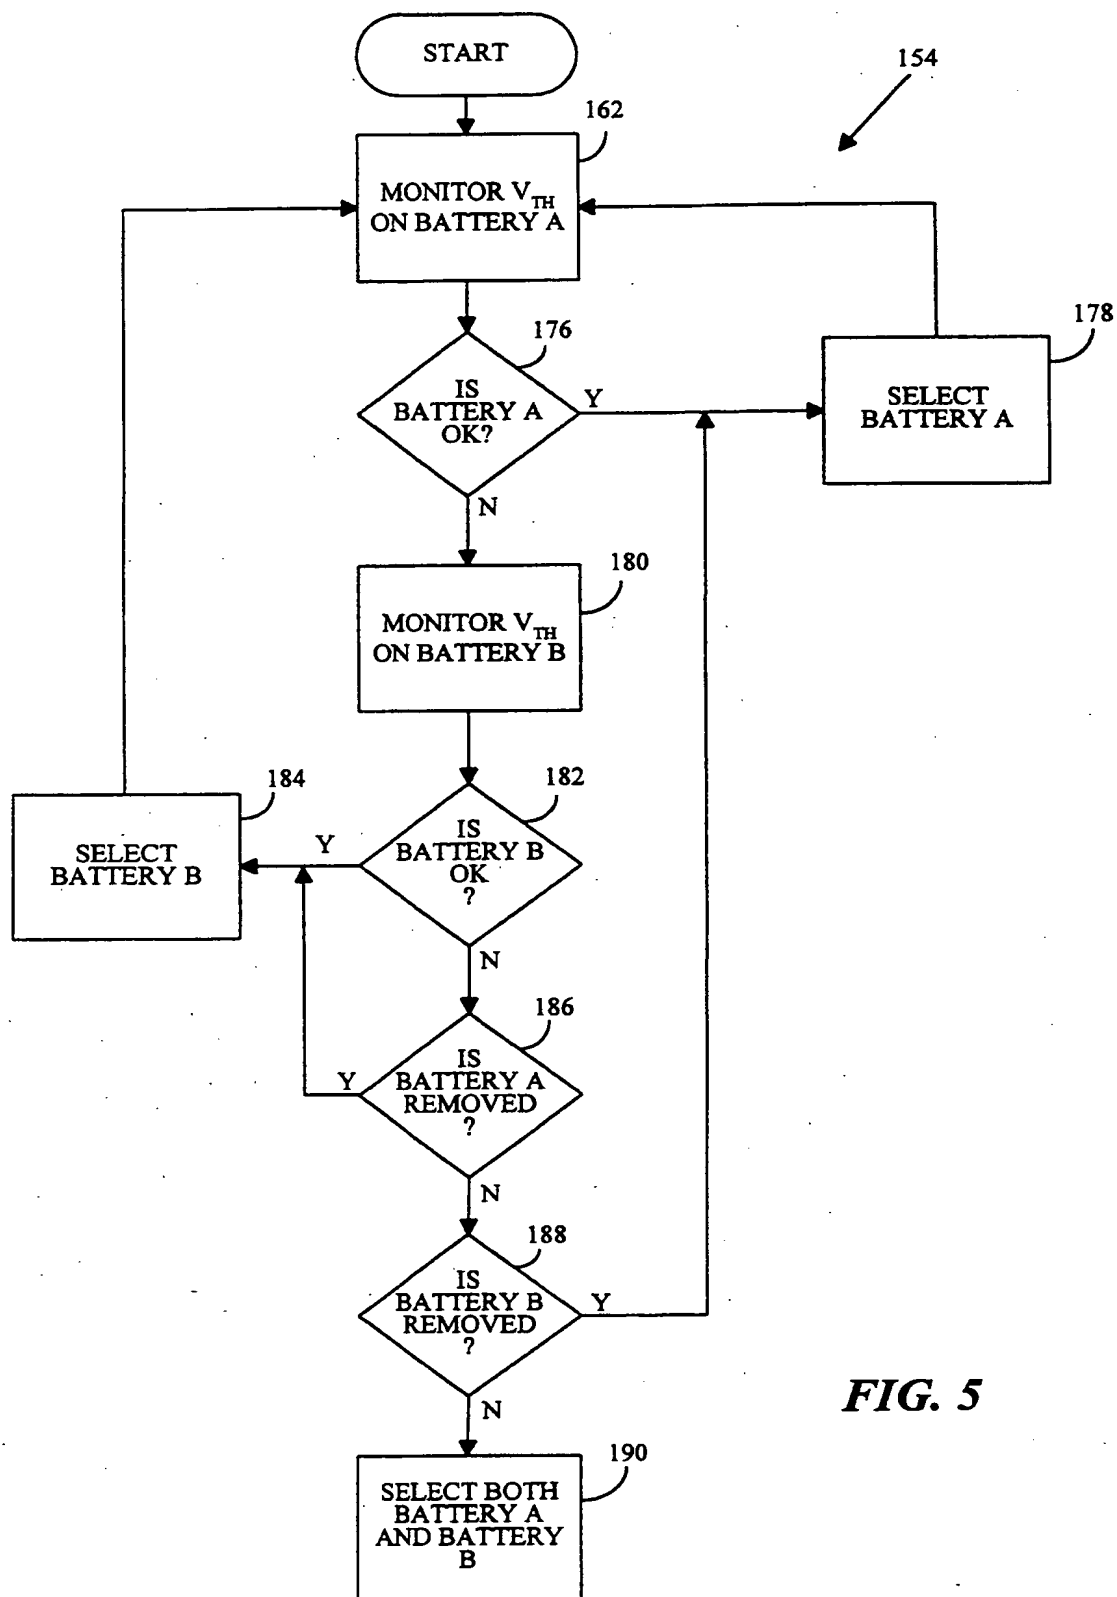 START
154
162
MONITOR V_TH
ON BATTERY A
178
176
IS
BATTERY A
OK?
Y
SELECT
BATTERY A
N
180
MONITOR V_TH
ON BATTERY B
184
182
SELECT
BATTERY B
Y
IS
BATTERY B
OK
?
N
186
IS
BATTERY A
REMOVED
?
Y
N
188
IS
BATTERY B
REMOVED
?
Y
N
FIG. 5
190
SELECT BOTH
BATTERY A
AND BATTERY
B